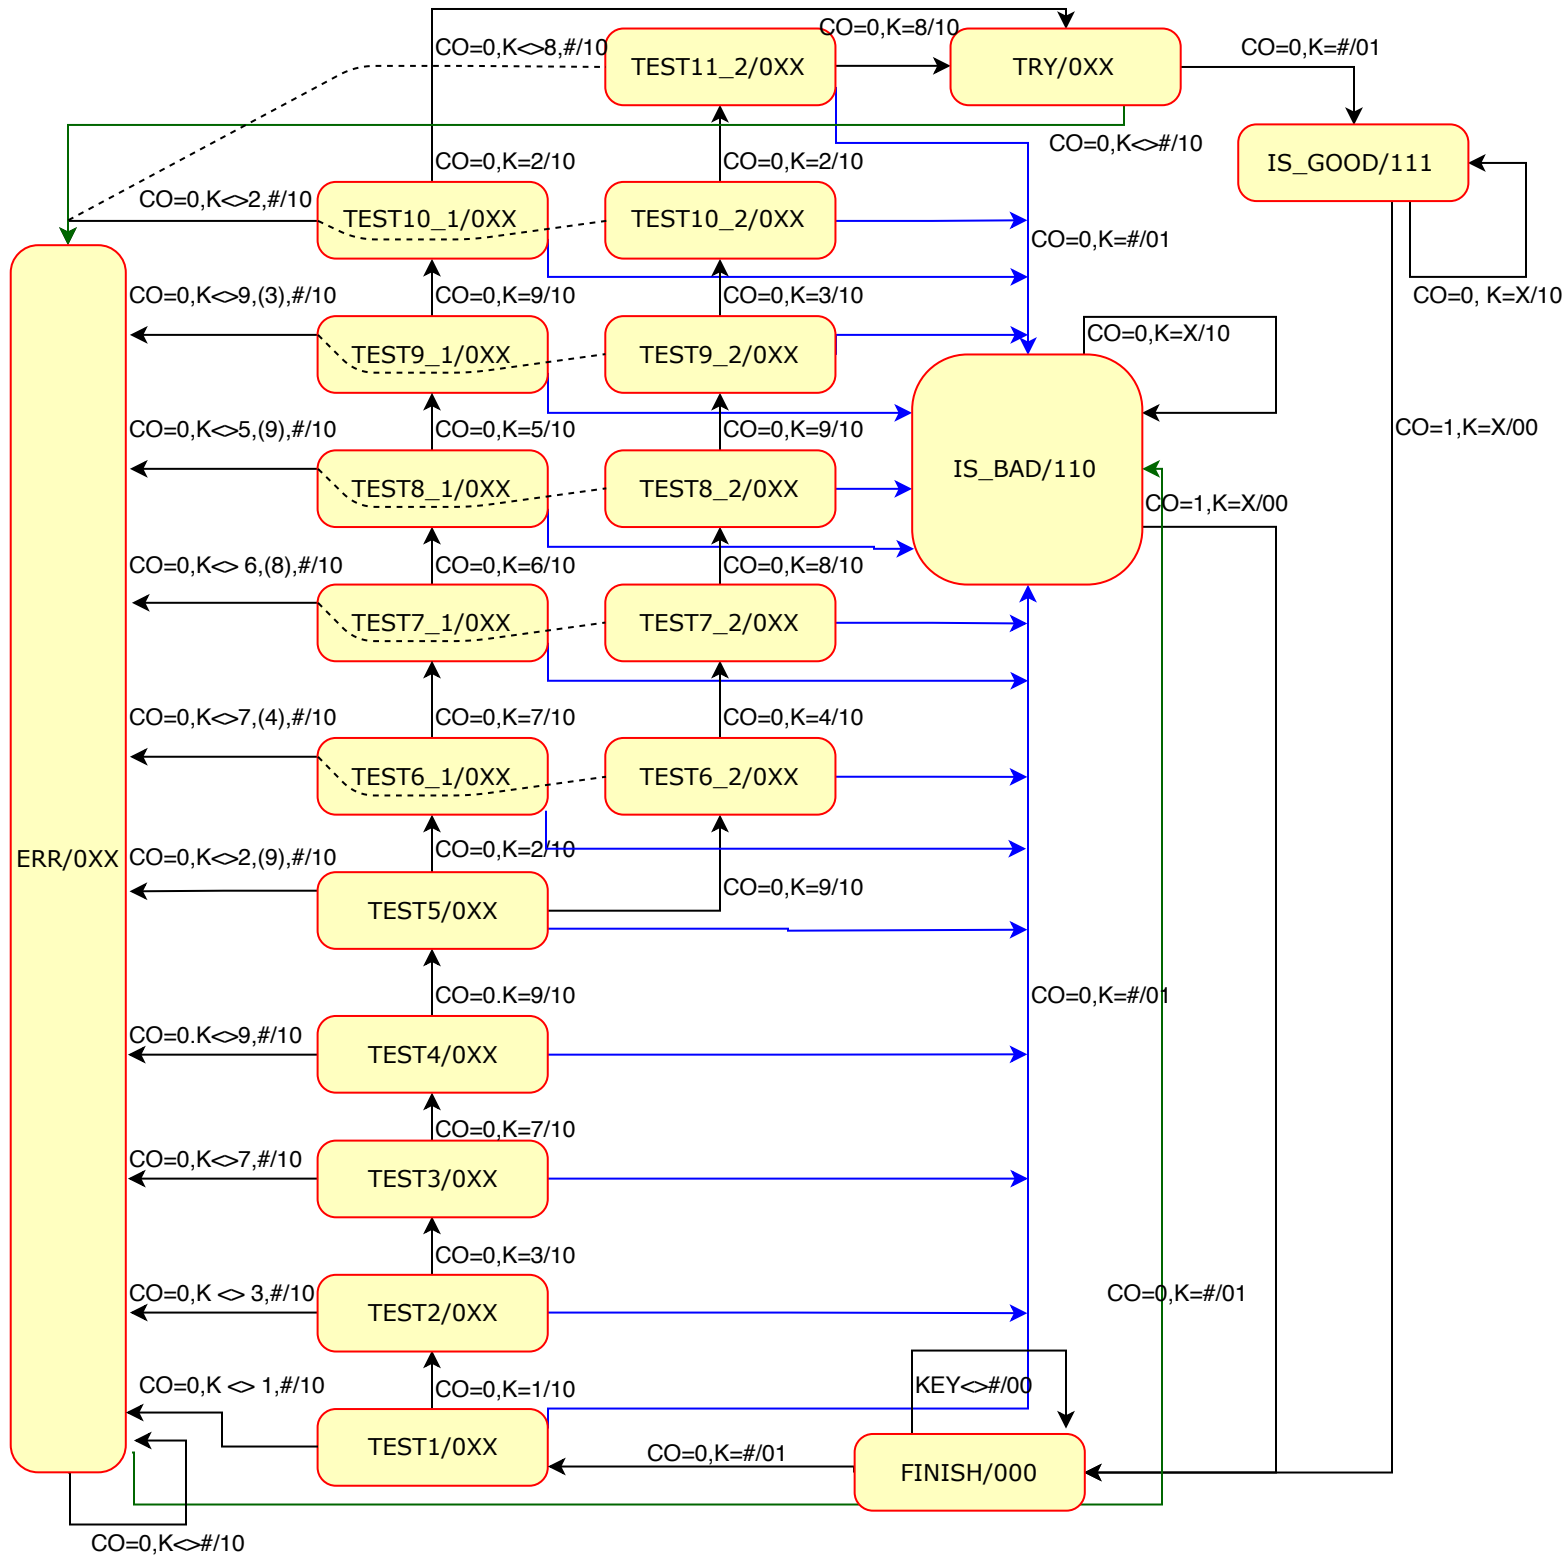 CO=0,K=8/10
CO=0,K<>8,#/10
TEST11_2/0XX
TRY/0XX
CO=0,K=#/01
CO=0,K<>#/10
IS_GOOD/111
CO=0,K=2/10
CO=0,K=2/10
CO=0,K<>2,#/10
TEST10_1/0XX
TEST10_2/0XX
CO=0,K=#/01
CO=0,K<>9,(3),#/10
CO=0,K=9/10
CO=0,K=3/10
CO=0, K=X/10
TEST9_1/0XX
TEST9_2/0XX
CO=0,K=X/10
CO=0,K<>5,(9),#/10
CO=0,K=5/10
CO=0,K=9/10
CO=1,K=X/00
IS_BAD/110
TEST8_1/0XX
TEST8_2/0XX
CO=1,K=X/00
CO=0,K<> 6,(8),#/10
CO=0,K=6/10
CO=0,K=8/10
TEST7_1/0XX
TEST7_2/0XX
CO=0,K<>7,(4),#/10
CO=0,K=7/10
CO=0,K=4/10
TEST6_1/0XX
TEST6_2/0XX
CO=0,K=2/10
ERR/0XX
CO=0,K<>2,(9),#/10
CO=0,K=9/10
TEST5/0XX
CO=0.K=9/10
CO=0,K=#/01
CO=0.K<>9,#/10
TEST4/0XX
CO=0,K=7/10
CO=0,K<>7,#/10
TEST3/0XX
CO=0,K=3/10
CO=0,K <> 3,#/10
CO=0,K=#/01
TEST2/0XX
CO=0,K <> 1,#/10
CO=0,K=1/10
KEY<>#/00
TEST1/0XX
CO=0,K=#/01
FINISH/000
CO=0,K<>#/10